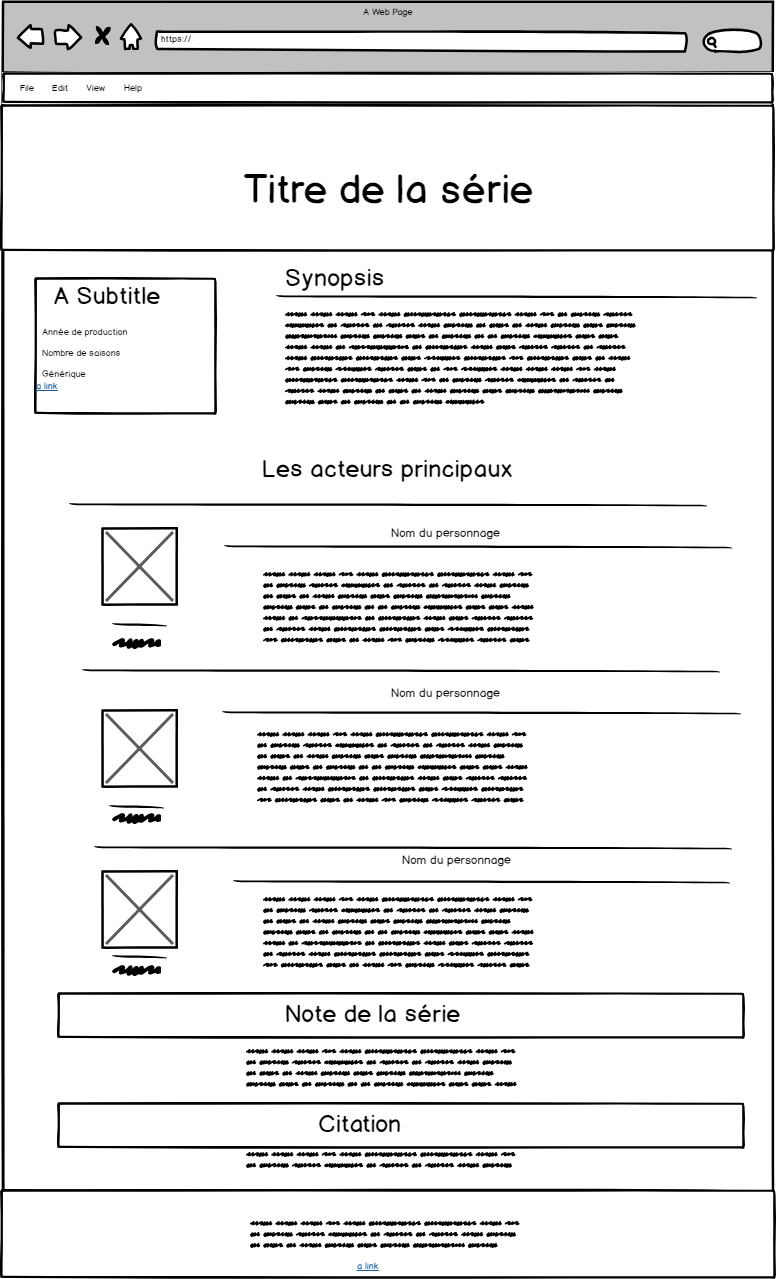 A Web Page
https://
File Edit View Help
Titre de la série
A Subtitle
Année de production
Nombre de saisons
Générique
a link
Synopsis
Les acteurs principaux
Nom du personnage
Nom du personnage
Nom du personnage
Note de la série
Citation
a link